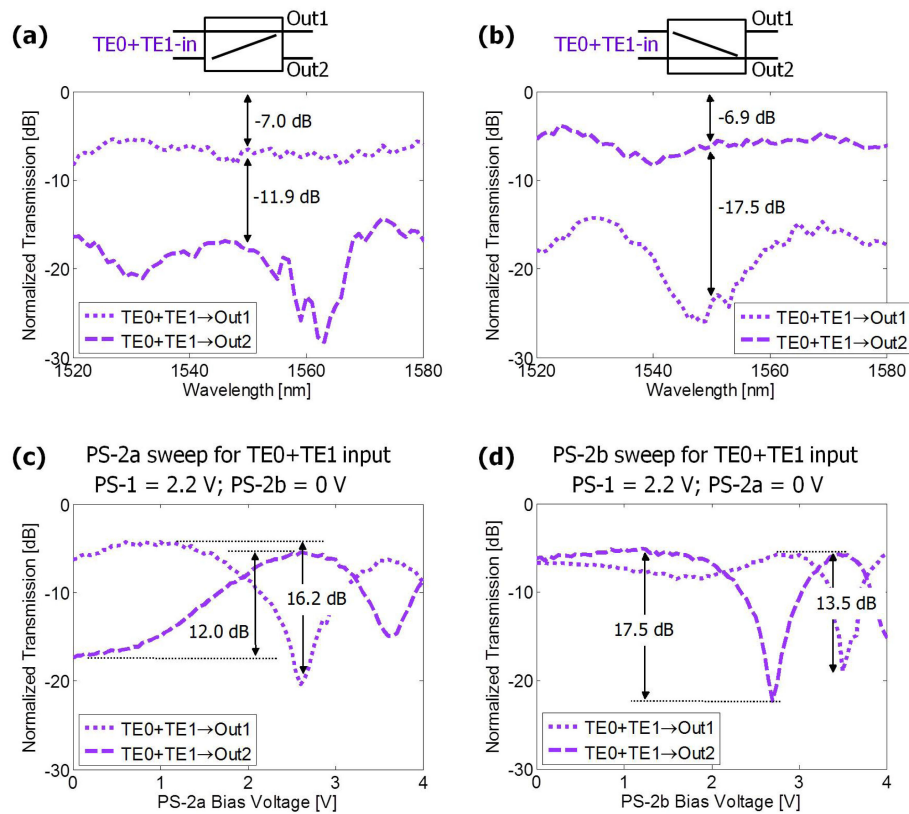 (a)
Out1
TE0+TE1-in
Out2
Normalized Transmission [dB]
0
-10
-20
-30
-7.0
-11.9 dB
TE0+TE1→Out1
TE0+TE1→Out2
1520
1540
1560
1580
Wavelength [nm]
(b)
Out1
TE0+TE1-in
Out2
Normalized Transmission [dB]
0
-10
-20
-30
-6.9
-17.5 dB
TE0+TE1→Out1
TE0+TE1→Out2
1520
1540
1560
1580
Wavelength [nm]
(c)
PS-2a sweep for TE0+TE1 input
PS-1 = 2.2 V; PS-2b = 0 V
Normalized Transmission [dB]
0
-10
-20
-30
16.2 dB
12.0 dB
TE0+TE1→Out1
TE0+TE1→Out2
0
1
2
3
4
PS-2a Bias Voltage [V]
(d)
PS-2b sweep for TE0+TE1 input
PS-1 = 2.2 V; PS-2a = 0 V
Normalized Transmission [dB]
0
-10
-20
-30
13.5 dB
17.5 dB
TE0+TE1→Out1
TE0+TE1→Out2
0
1
2
3
4
PS-2b Bias Voltage [V]